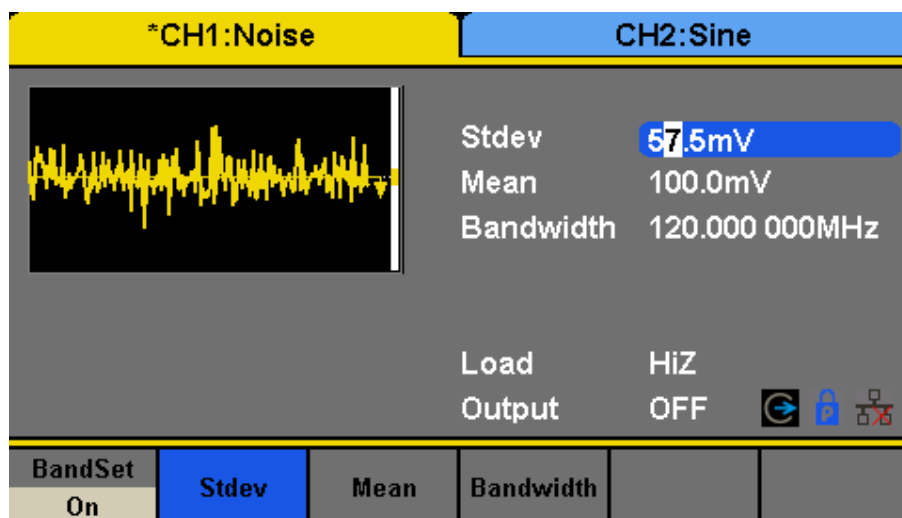 *CH1:Noise CH2:Sine
Stdev 57.5mV
Mean 100.0mV
Bandwidth 120.000 000MHz
Load HiZ
Output OFF P
BandSet
On Stdev Mean Bandwidth